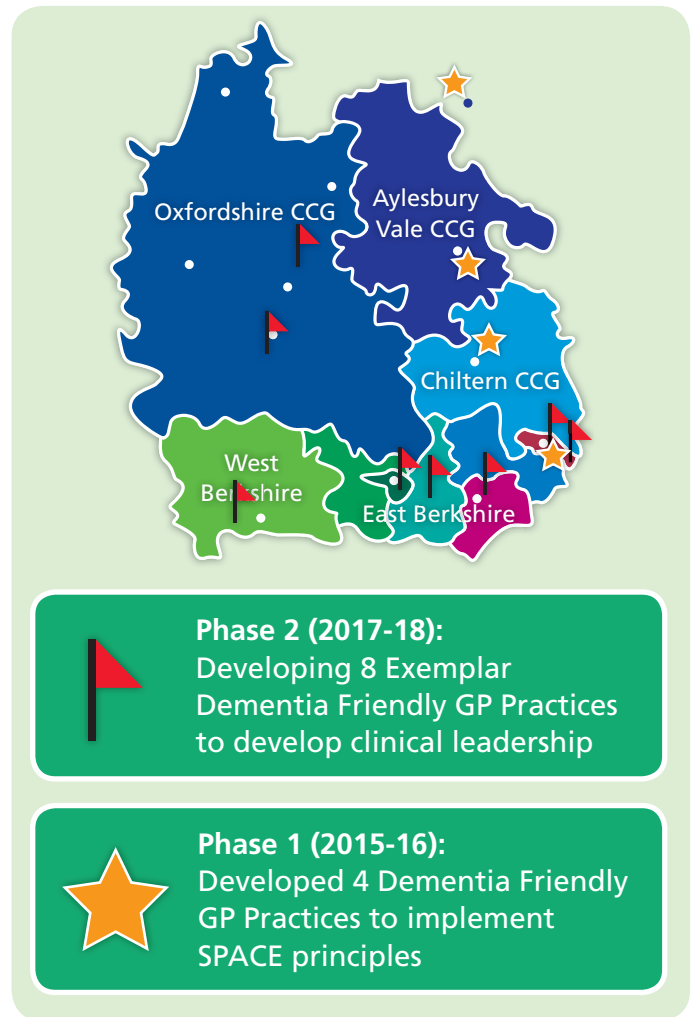 Oxfordshire CCG
Aylesbury
Vale CCG
Chiltern CCG
West
Berkshire
East Berkshire
Phase 2 (2017-18):
Developing 8 Exemplar
Dementia Friendly GP Practices
to develop clinical leadership
Phase 1 (2015-16):
Developed 4 Dementia Friendly
GP Practices to implement
SPACE principles